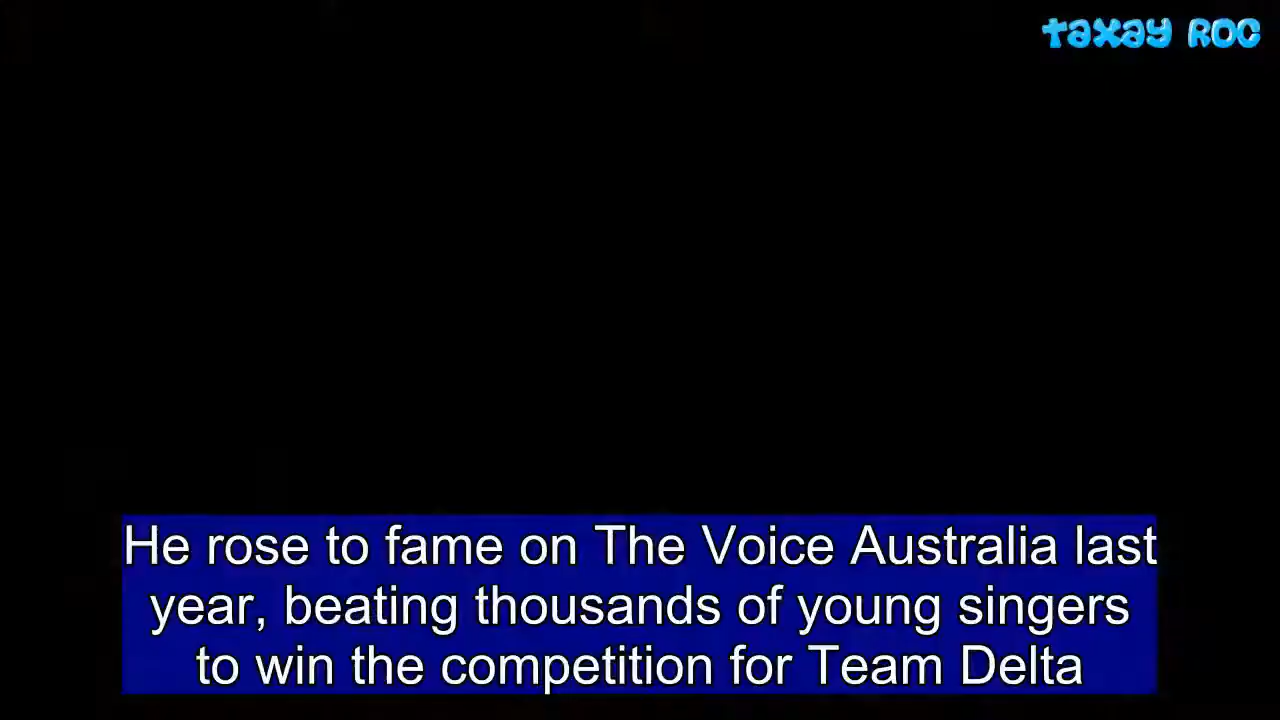 taxay roc
He rose to fame on The Voice Australia last
year, beating thousands of young singers
to win the competition for Team Delta